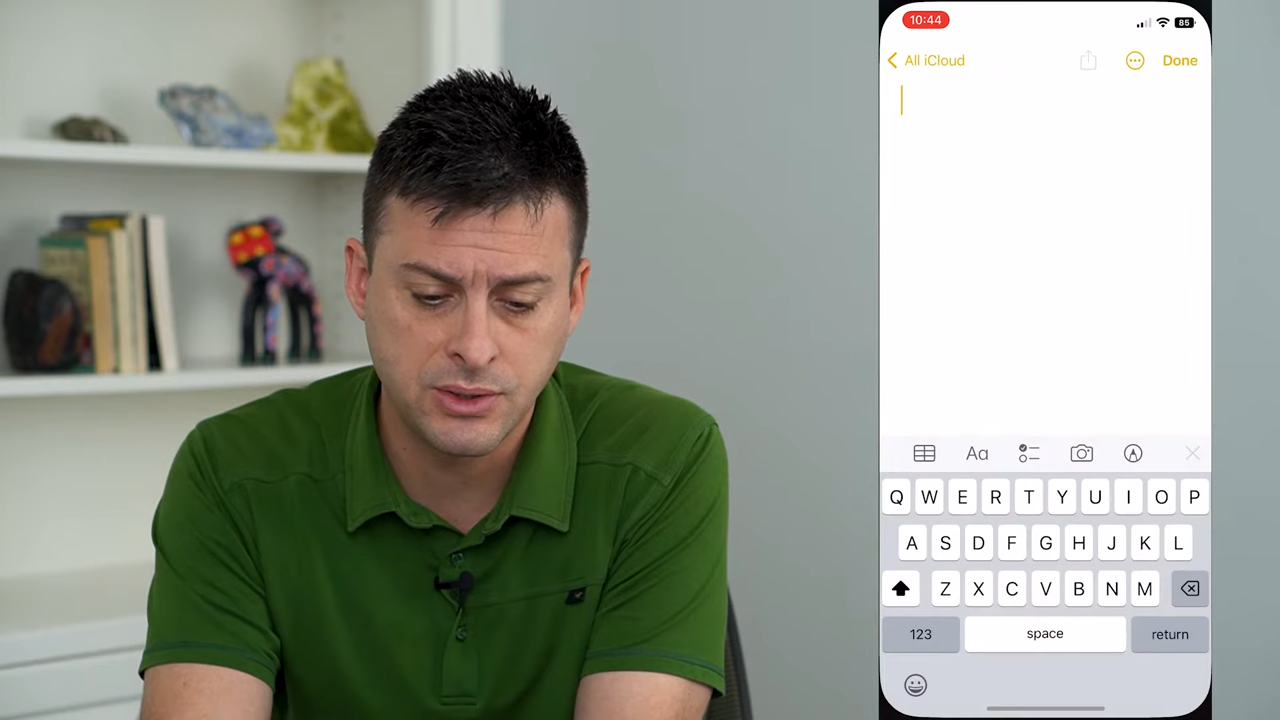 10:44
85
All iCloud
Done
Aa
Q W E R T Y U I O P
A S D F G H J K L
Z X C V B N M
123 space return